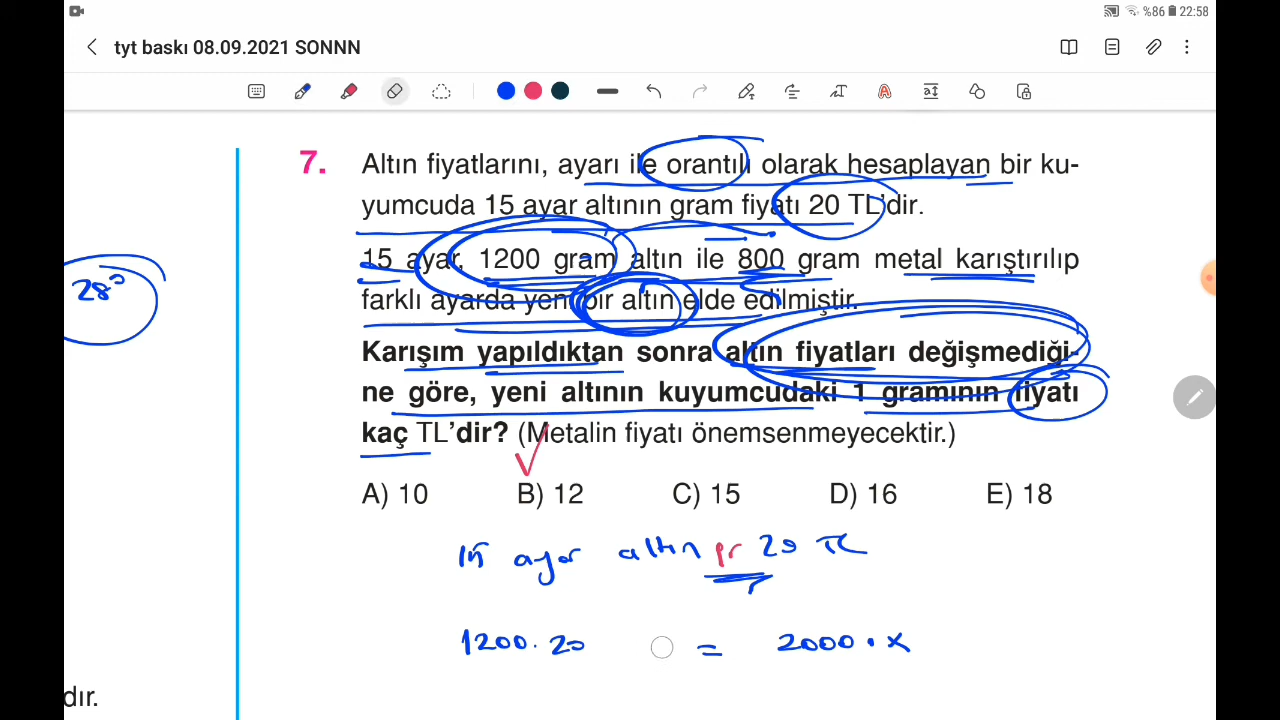 %86 22:58
tyt baskı 08.09.2021 SONNN
7. Altın fiyatlarını, ayarı ile orantılı olarak hesaplayan bir ku-
yumcuda 15 ayar altının gram fiyatı 20 TL'dir.
15 ayar, 1200 gram altın ile 800 gram metal karıştırılıp
farklı ayarda yeni bir altın elde edilmiştir.
Karışım yapıldıktan sonra altın fiyatları değişmediği-
ne göre, yeni altının kuyumcudaki 1 gramının fiyatı
kaç TL'dir? (Metalin fiyatı önemsenmeyecektir.)
A) 10 B) 12 C) 15 D) 16 E) 18
15 ayar altın gr 20 TL
1200 . 20 = 2000 . x
280
dır.